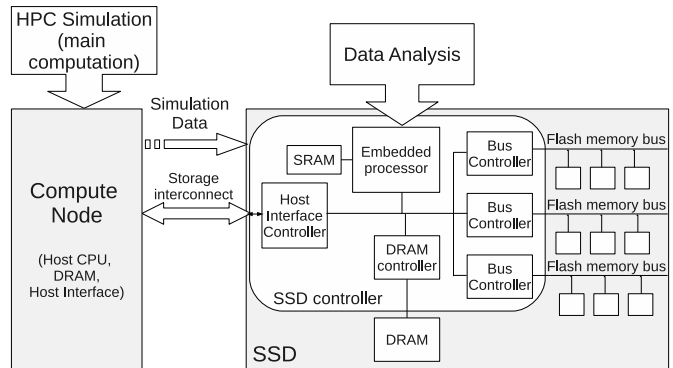 HPC Simulation
(main
computation)
Data Analysis
Simulation
Data
Storage
interconnect
Compute
Node
(Host CPU,
DRAM,
Host Interface)
SRAM
Embedded
processor
Host
Interface
Controller
DRAM
controller
Bus
Controller
Bus
Controller
Bus
Controller
Flash memory bus
Flash memory bus
Flash memory bus
SSD controller
DRAM
SSD